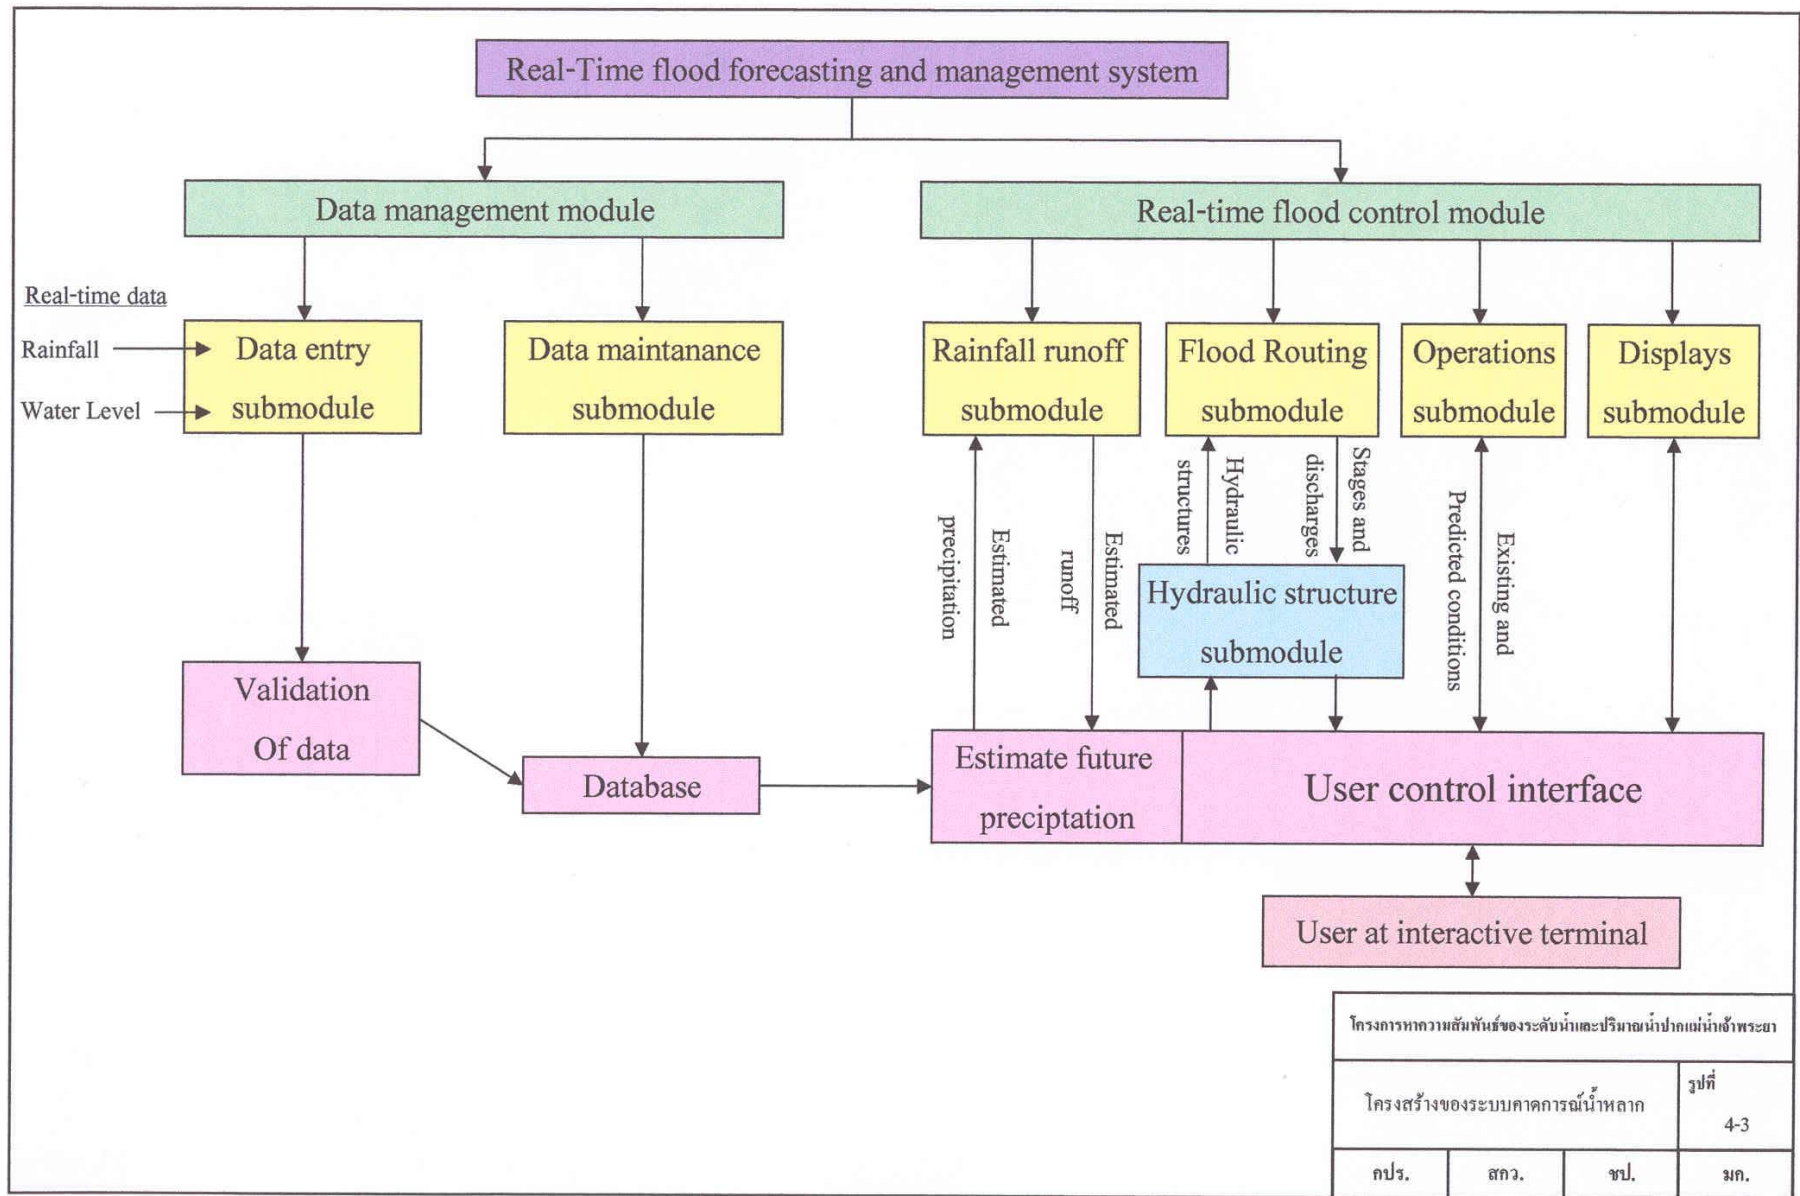 Real-Time flood forecasting and management system
Data management module
Real-time flood control module
Real-time data
Rainfall
Water Level
Data entry
submodule
Data maintanance
submodule
Rainfall runoff
submodule
Flood Routing
submodule
Operations
submodule
Displays
submodule
Estimated
precipitation
Estimated
runoff
Hydraulic
structures
Stages and
discharges
Existing and
Predicted conditions
Hydraulic structure
submodule
Validation
Of data
Database
Estimate future
preciptation
User control interface
User at interactive terminal
โครงการหาความสัมพันธ์ของระดับน้ำและปริมาณน้ำปากแม่น้ำเจ้าพระยา
โครงสร้างของระบบคาดการณ์น้ำหลาก
รูปที่
4-3
กปร.
สกว.
ชป.
มก.